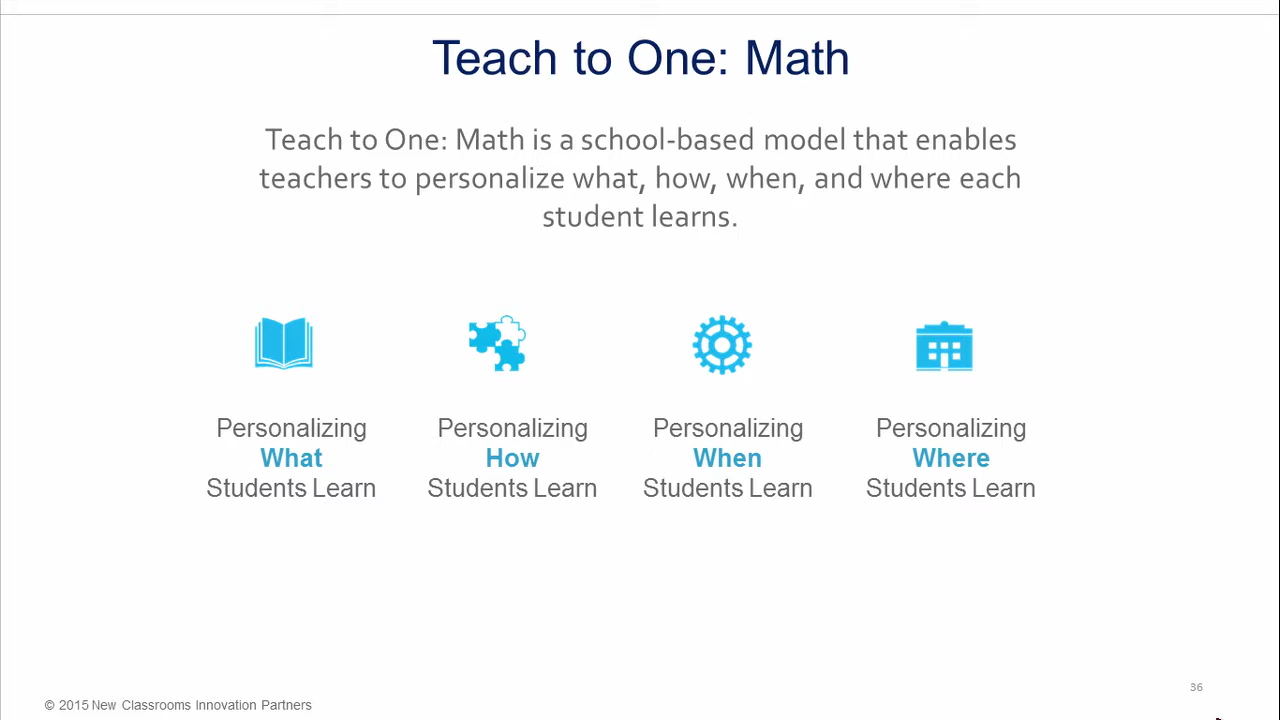 Teach to One: Math
Teach to One: Math is a school-based model that enables
teachers to personalize what, how, when, and where each
student learns.
Personalizing
What
Students Learn
Personalizing
How
Students Learn
Personalizing
When
Students Learn
Personalizing
Where
Students Learn
36
© 2015 New Classrooms Innovation Partners